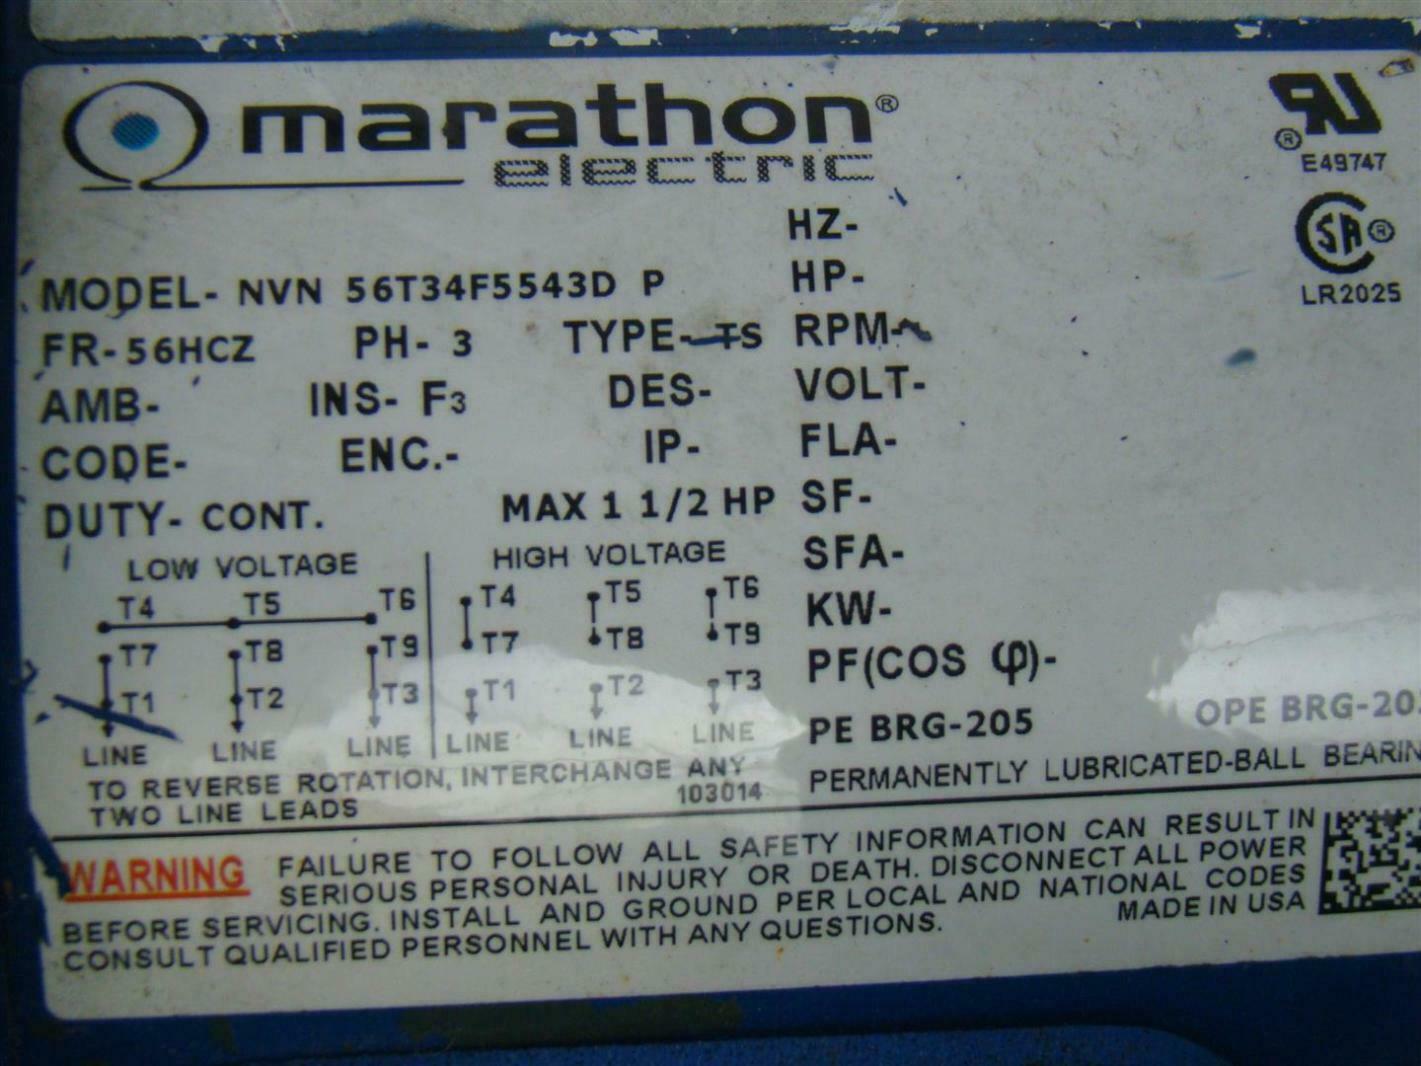 marathon®
electric
® E49747
HZ-
SA ®
LR2025
MODEL- NVN 56T34F5543D P
HP-
FR-56HCZ PH- 3 TYPE- TS
RPM-
AMB- INS- F3 DES-
VOLT-
CODE- ENC.- IP-
FLA-
DUTY- CONT. MAX 1 1/2 HP
SF-
SFA-
KW-
PF(COS φ)-
LOW VOLTAGE
T4 T5 T6
T7 T8 T9
T1 T2 T3
LINE LINE LINE
HIGH VOLTAGE
T4 T5 T6
T7 T8 T9
T1 T2 T3
LINE LINE LINE
PE BRG-205
TO REVERSE ROTATION, INTERCHANGE ANY
TWO LINE LEADS
103014
OPE
PERMANENTLY LUBRICATED-BALL
WARNING FAILURE TO FOLLOW ALL SAFETY INFORMATION CAN RESULT IN
SERIOUS PERSONAL INJURY OR DEATH. DISCONNECT ALL POWER
BEFORE SERVICING. INSTALL AND GROUND PER LOCAL AND NATIONAL CODES
CONSULT QUALIFIED PERSONNEL WITH ANY QUESTIONS.
MADE IN USA